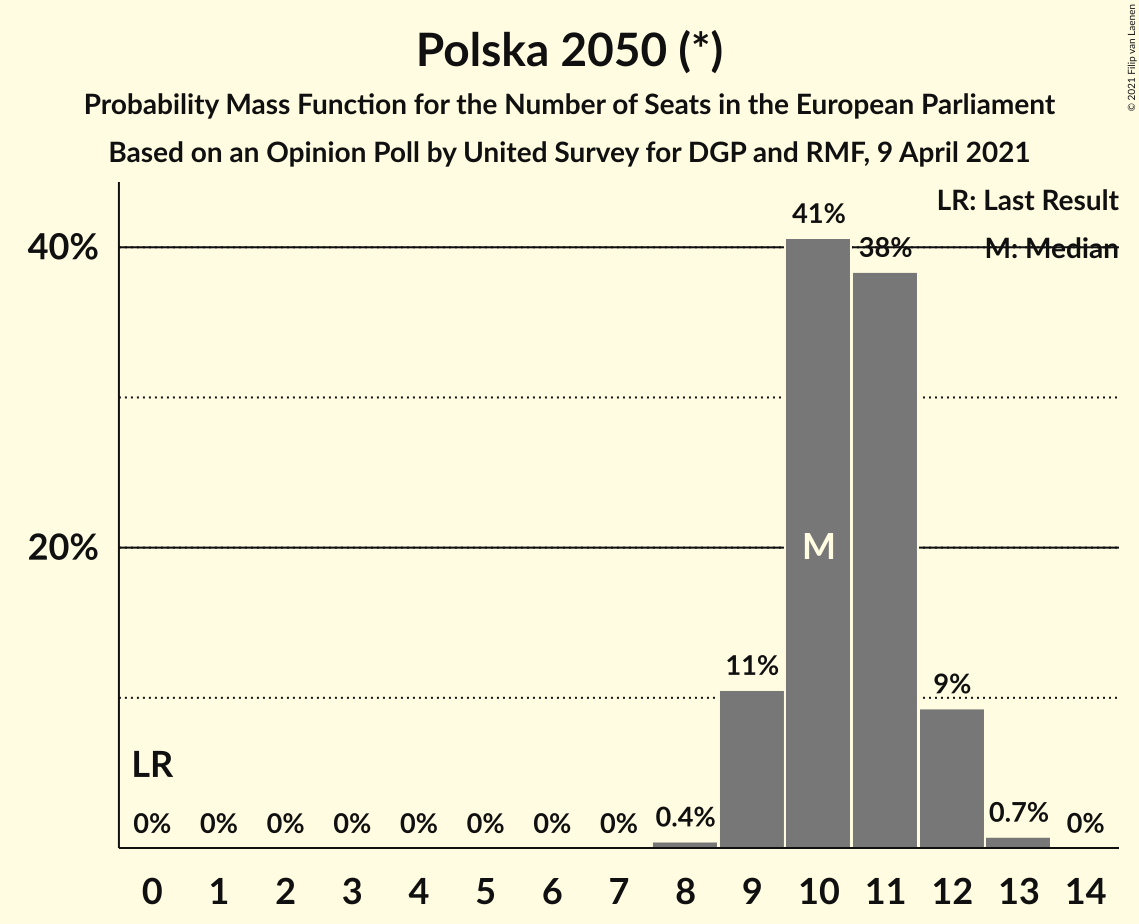 Polska 2050 (*)
Probability Mass Function for the Number of Seats in the European Parliament
Based on an Opinion Poll by United Survey for DGP and RMF, 9 April 2021
© 2021 Filip van Laenen
LR: Last Result
M: Median
40%
20%
41%
38%
M
11%
9%
LR
0% 0% 0% 0% 0% 0% 0% 0% 0.4% 0.7% 0%
0 1 2 3 4 5 6 7 8 9 10 11 12 13 14